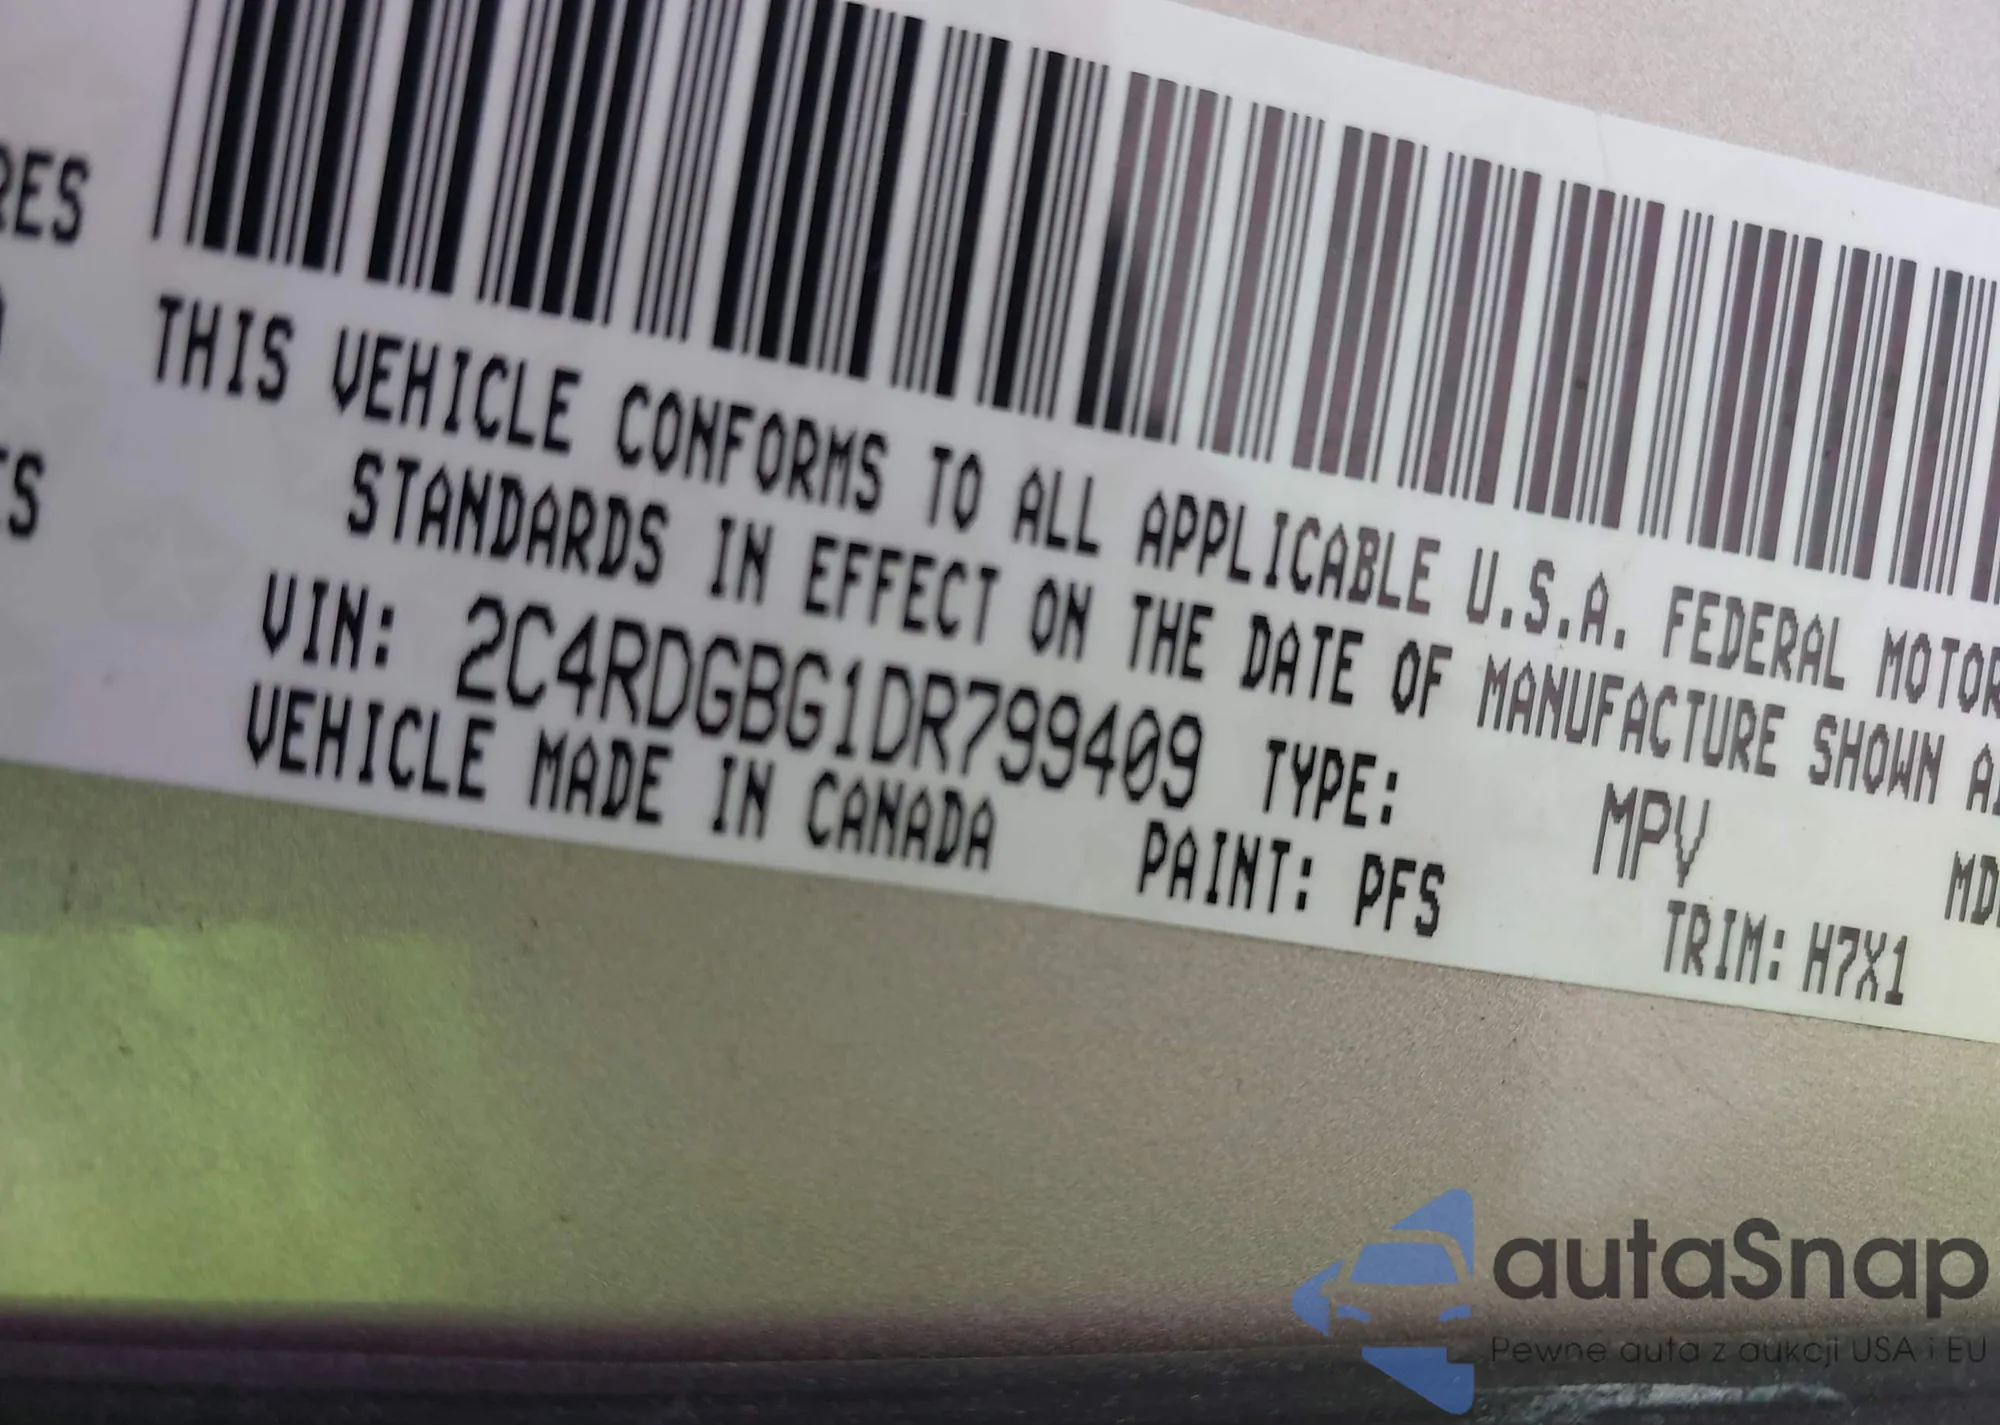 RES
TS
THIS VEHICLE CONFORMS TO ALL APPLICABLE U.S.A. FEDERAL MOTOR
STANDARDS IN EFFECT ON THE DATE OF MANUFACTURE SHOWN
VIN: 2C4RDGBG1DR799409 TYPE: MPV
VEHICLE MADE IN CANADA PAINT: PFS TRIM: H7X1
autaSnap
Pewne auta z aukcji USA i EU